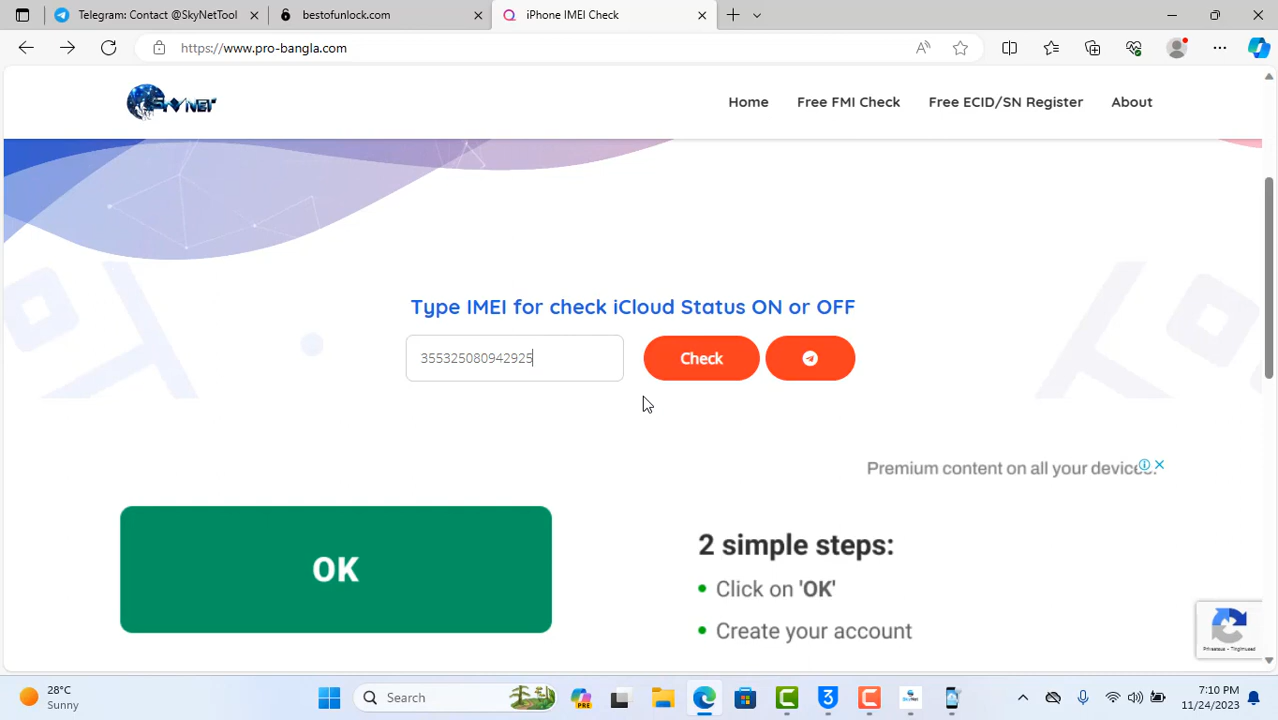 Telegram: Contact @SkyNetTool
bestofunlock.com
iPhone IMEI Check
https://www.pro-bangla.com
SKYNET
Home
Free FMI Check
Free ECID/SN Register
About
Type IMEI for check iCloud Status ON or OFF
355325080942925
Check
Premium content on all your devices.
OK
2 simple steps:
Click on 'OK'
Create your account
28°C
Sunny
Search
PRE
7:10 PM
11/24/2023